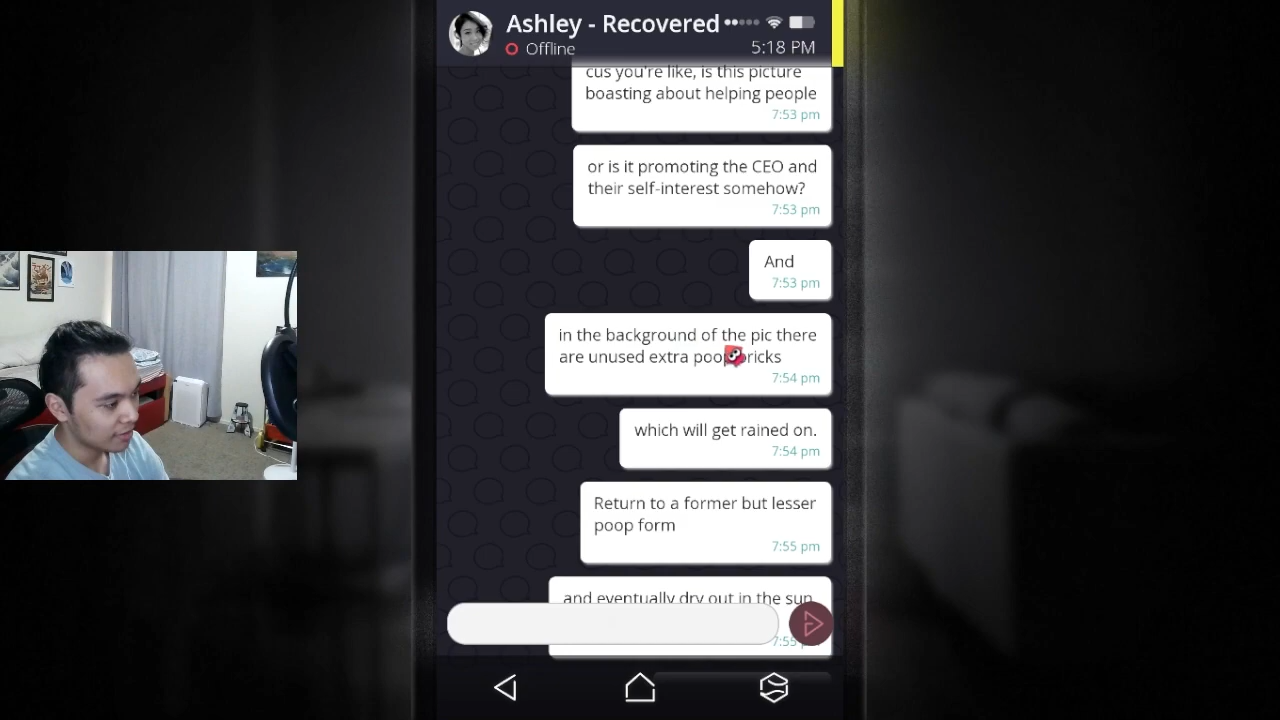 Ashley - Recovered
Offline
5:18 PM
cus you're like, is this picture
boasting about helping people
7:53 pm
or is it promoting the CEO and
their self-interest somehow?
7:53 pm
And
7:53 pm
in the background of the pic there
are unused extra poop bricks
7:54 pm
which will get rained on.
7:54 pm
Return to a former but lesser
poop form
7:55 pm
and eventually dry out in the sun
7:55 pm